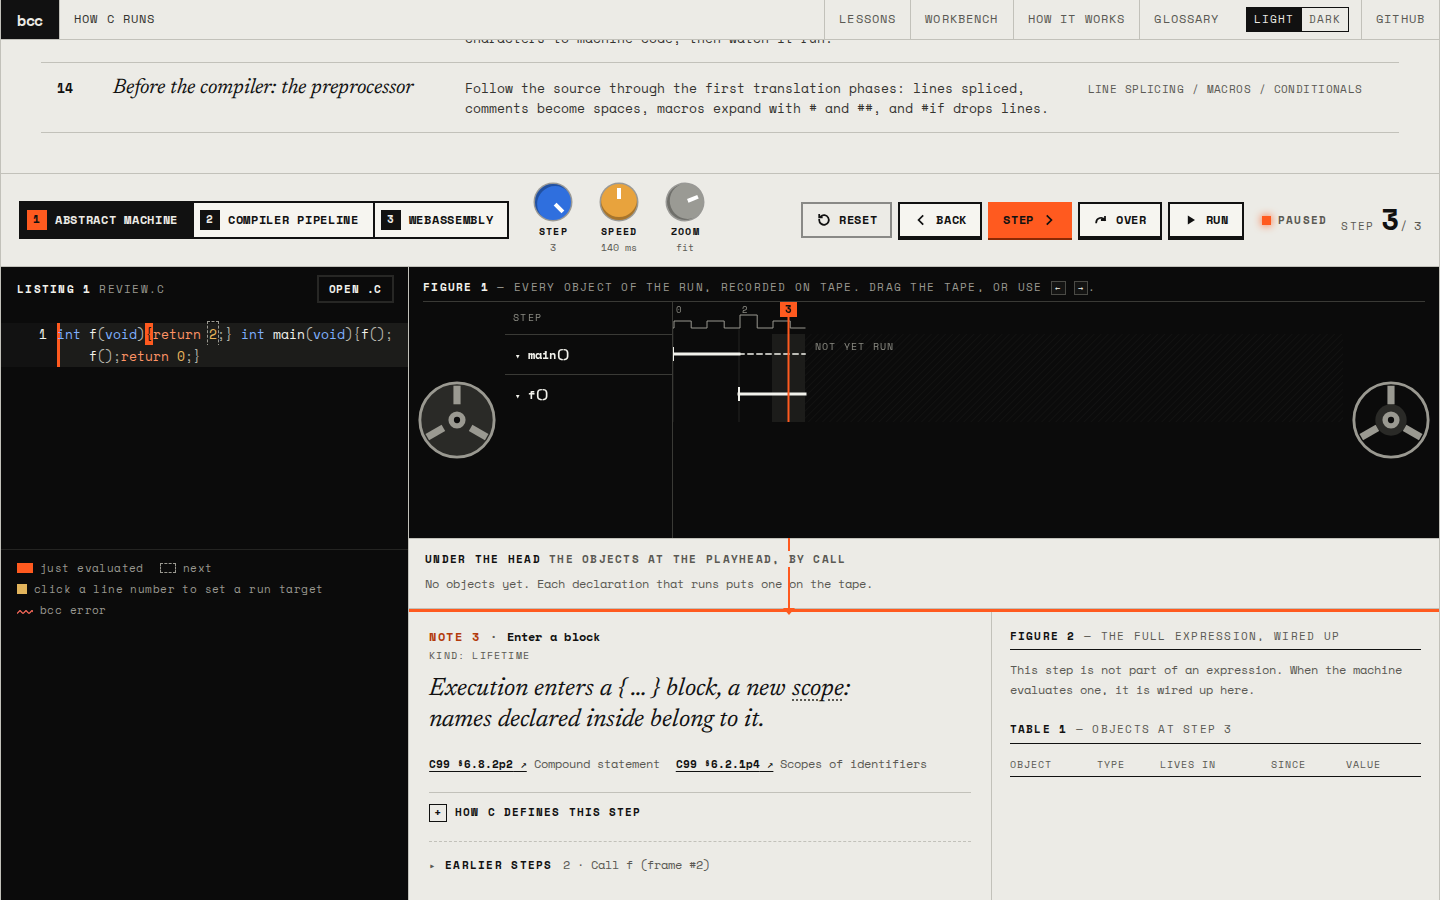 bcc HOW C RUNS LESSONS WORKBENCH HOW IT WORKS GLOSSARY LIGHT DARK GITHUB
characters to machine code, then watch it run.
14 Before the compiler: the preprocessor Follow the source through the first translation phases: lines spliced, LINE SPLICING / MACROS / CONDITIONALS
comments become spaces, macros expand with # and ##, and #if drops lines.
1 ABSTRACT MACHINE 2 COMPILER PIPELINE 3 WEBASSEMBLY
STEP SPEED ZOOM
3 140 ms fit
RESET BACK STEP OVER RUN PAUSED STEP 3 / 3
LISTING 1 REVIEW.C OPEN .C
1 int f(void){return 2;} int main(void){f();
f();return 0;}
just evaluated next
click a line number to set a run target
bcc error
FIGURE 1 — EVERY OBJECT OF THE RUN, RECORDED ON TAPE. DRAG THE TAPE, OR USE ← →.
STEP 0 2 3
▾ main() NOT YET RUN
▾ f()
UNDER THE HEAD THE OBJECTS AT THE PLAYHEAD, BY CALL
No objects yet. Each declaration that runs puts one on the tape.
NOTE 3 · Enter a block
KIND: LIFETIME
Execution enters a { … } block, a new scope:
names declared inside belong to it.
C99 §6.8.2p2 ↗ Compound statement C99 §6.2.1p4 ↗ Scopes of identifiers
+ HOW C DEFINES THIS STEP
▸ EARLIER STEPS 2 · Call f (frame #2)
FIGURE 2 — THE FULL EXPRESSION, WIRED UP
This step is not part of an expression. When the machine
evaluates one, it is wired up here.
TABLE 1 — OBJECTS AT STEP 3
OBJECT TYPE LIVES IN SINCE VALUE